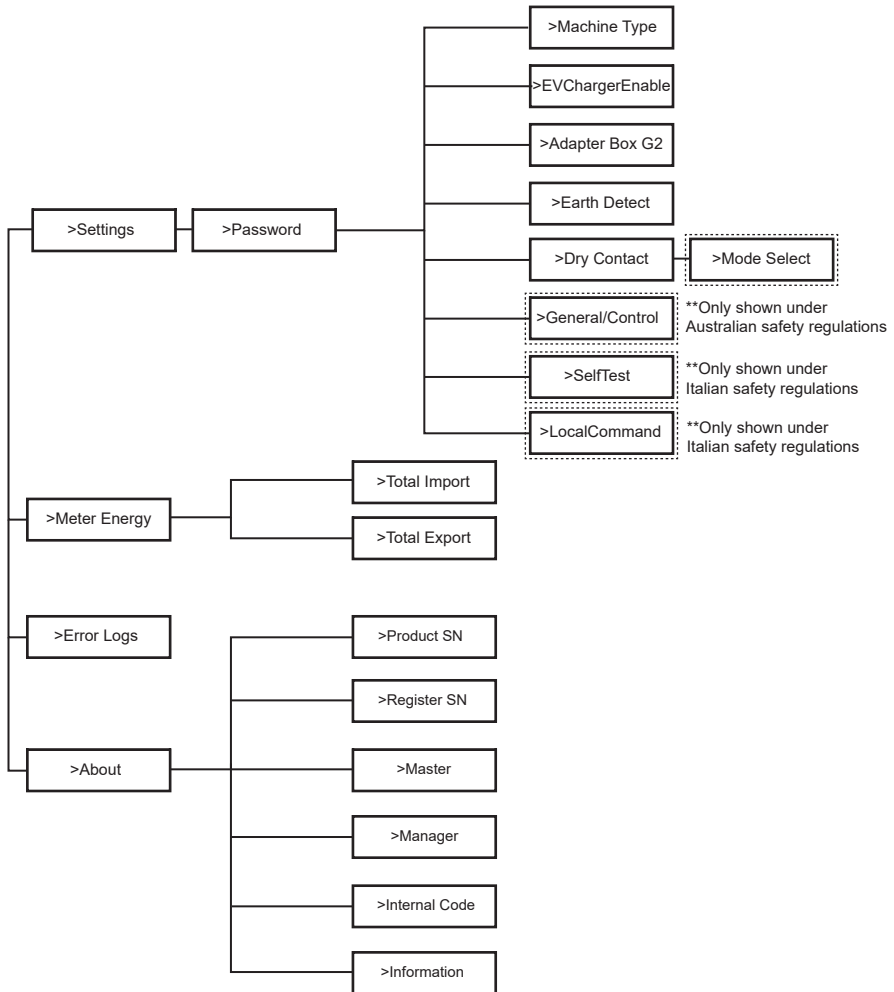 >Machine Type
>EVChargerEnable
>Adapter Box G2
>Earth Detect
>Settings
>Password
>Dry Contact
>Mode Select
>General/Control
**Only shown under
Australian safety regulations
>SelfTest
**Only shown under
Italian safety regulations
>LocalCommand
**Only shown under
Italian safety regulations
>Meter Energy
>Total Import
>Total Export
>Error Logs
>About
>Product SN
>Register SN
>Master
>Manager
>Internal Code
>Information